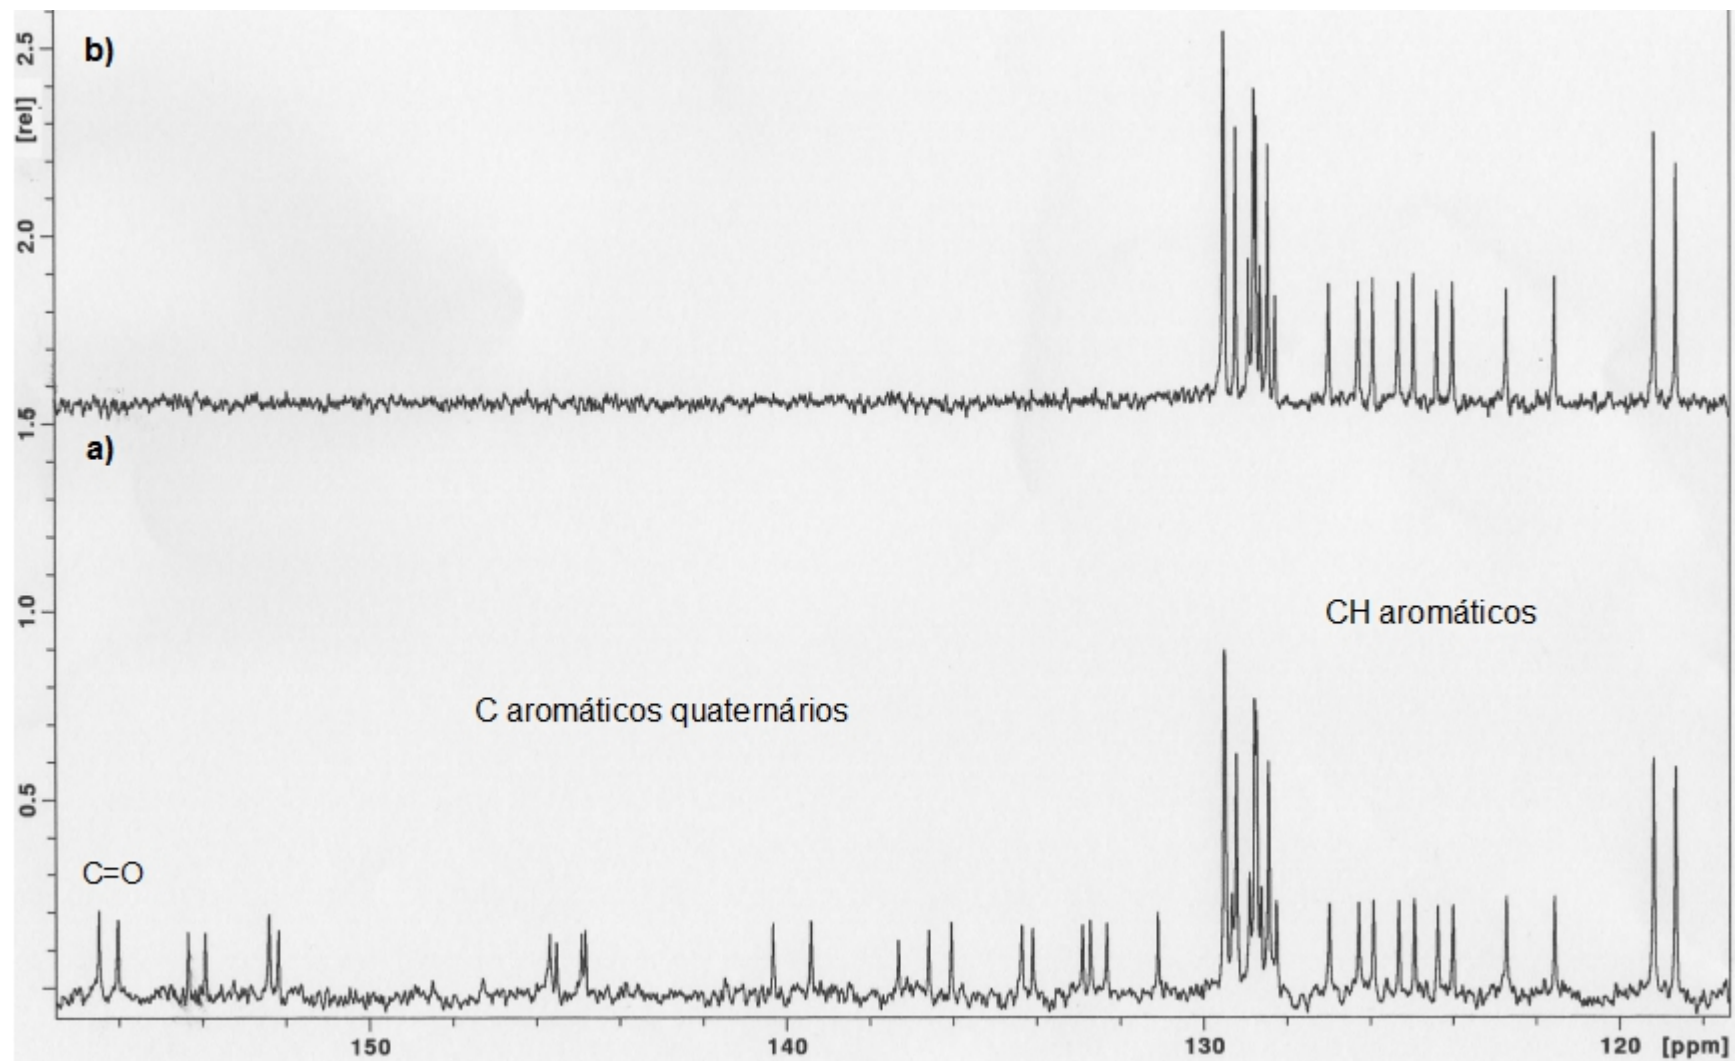 b)
[rel]
2.5
2.0
1.5
a)
1.0
CH aromáticos
C aromáticos quaternários
0.5
C=O
150
140
130
120
[ppm]